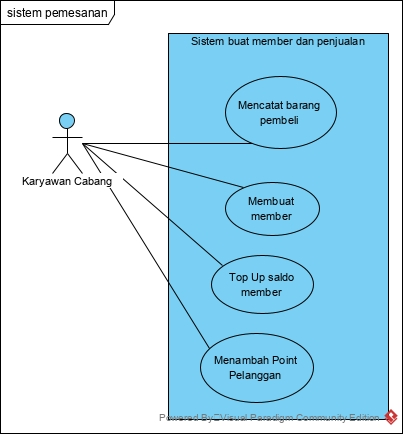 sistem pemesanan
Sistem buat member dan penjualan
Mencatat barang
pembeli
Karyawan Cabang
Membuat
member
Top Up saldo
member
Menambah Point
Pelanggan
Powered By Visual Paradigm Community Edition